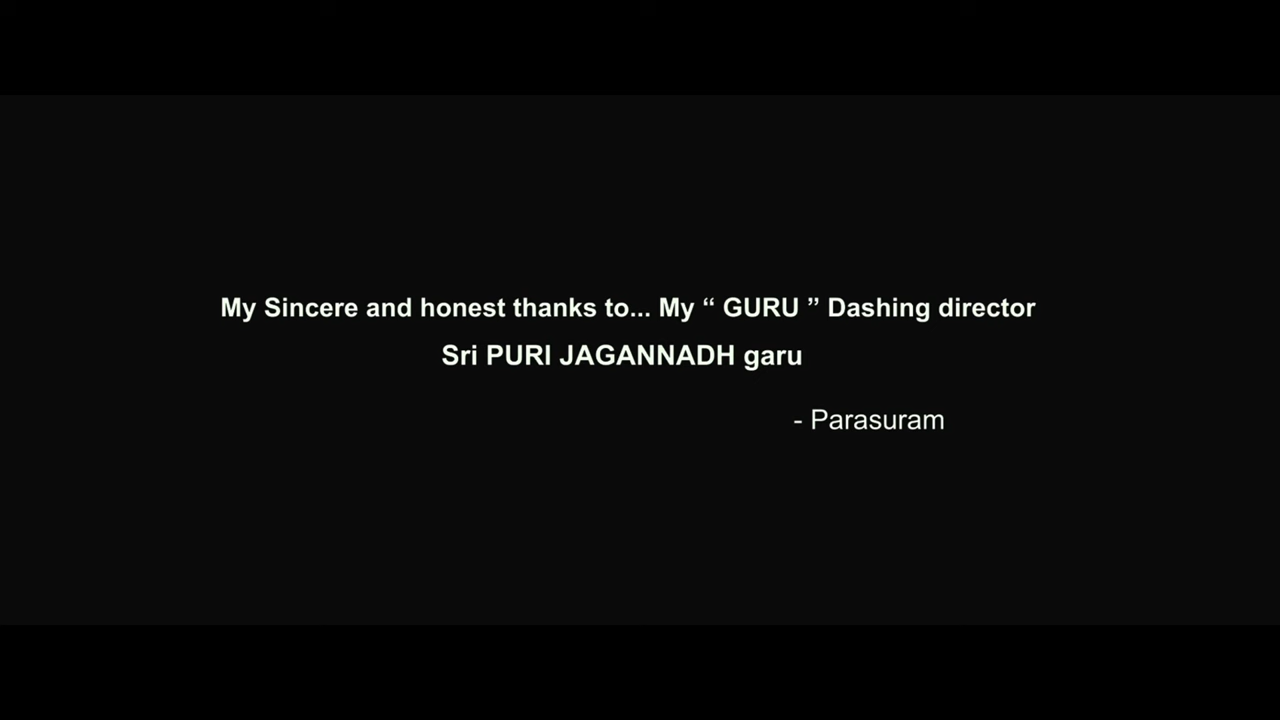 My Sincere and honest thanks to... My “ GURU ” Dashing director
Sri PURI JAGANNADH garu
- Parasuram